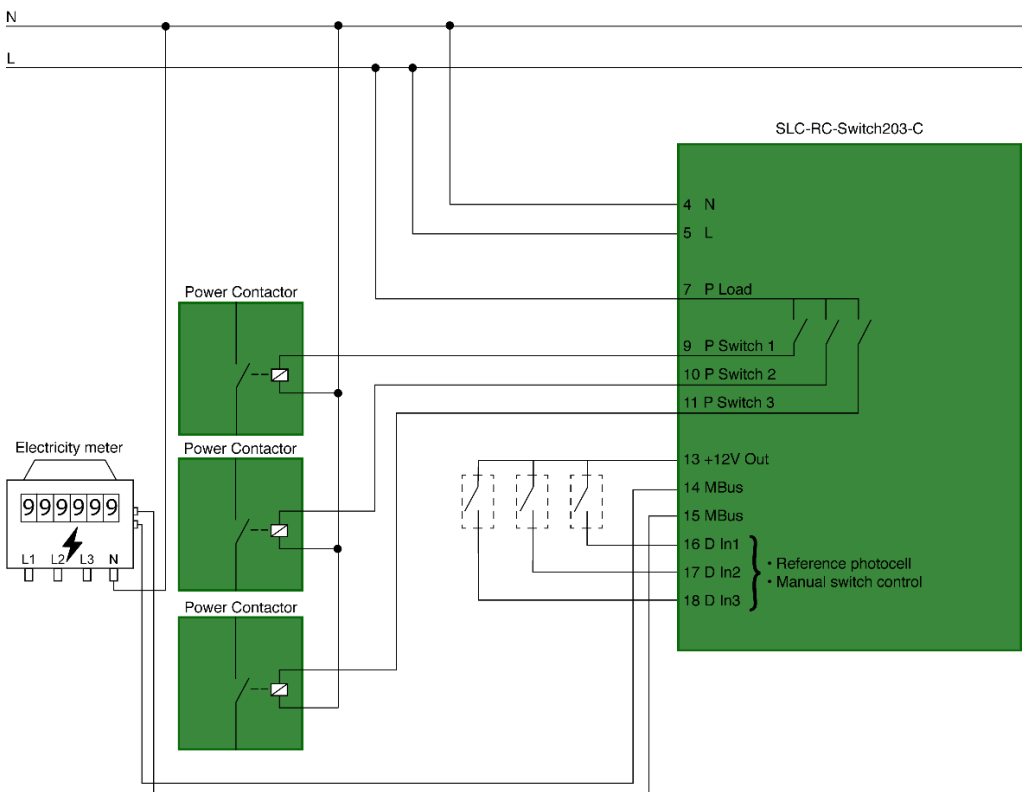 N
L
SLC-RC-Switch203-C
4 N
5 L
7 P Load
Power Contactor
9 P Switch 1
10 P Switch 2
11 P Switch 3
Electricity meter
Power Contactor
13 +12V Out
14 MBus
999999
15 MBus
16 D In1
L1 L2 L3 N
• Reference photocell
17 D In2
• Manual switch control
18 D In3
Power Contactor